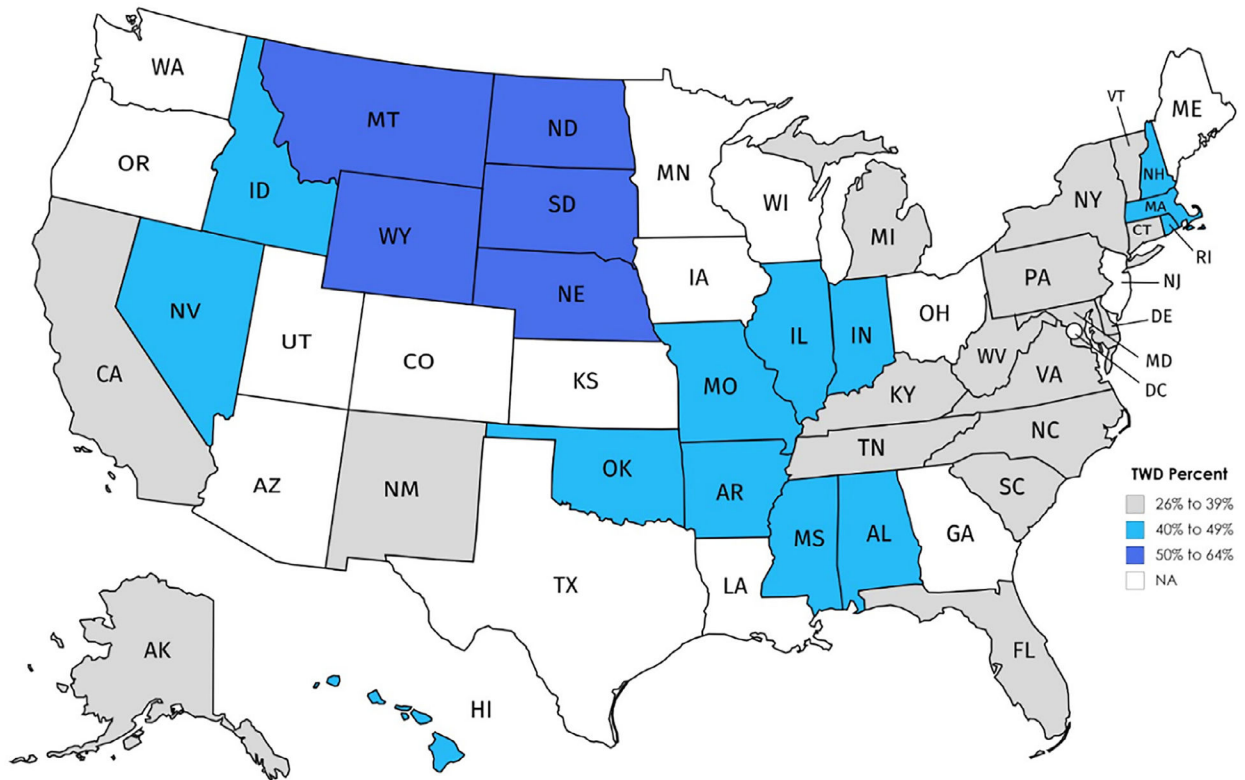 WA
MT
ND
MN
VT
ME
OR
ID
SD
WI
NH
NY
MA
WY
MI
CT
RI
IA
PA
NJ
NE
NV
OH
DE
UT
IL
IN
CO
WV
MD
CA
KS
MO
VA
DC
KY
NC
TN
OK
AZ
NM
AR
SC
TWD Percent
26% to 39%
MS
AL
GA
40% to 49%
50% to 64%
TX
LA
NA
AK
FL
HI